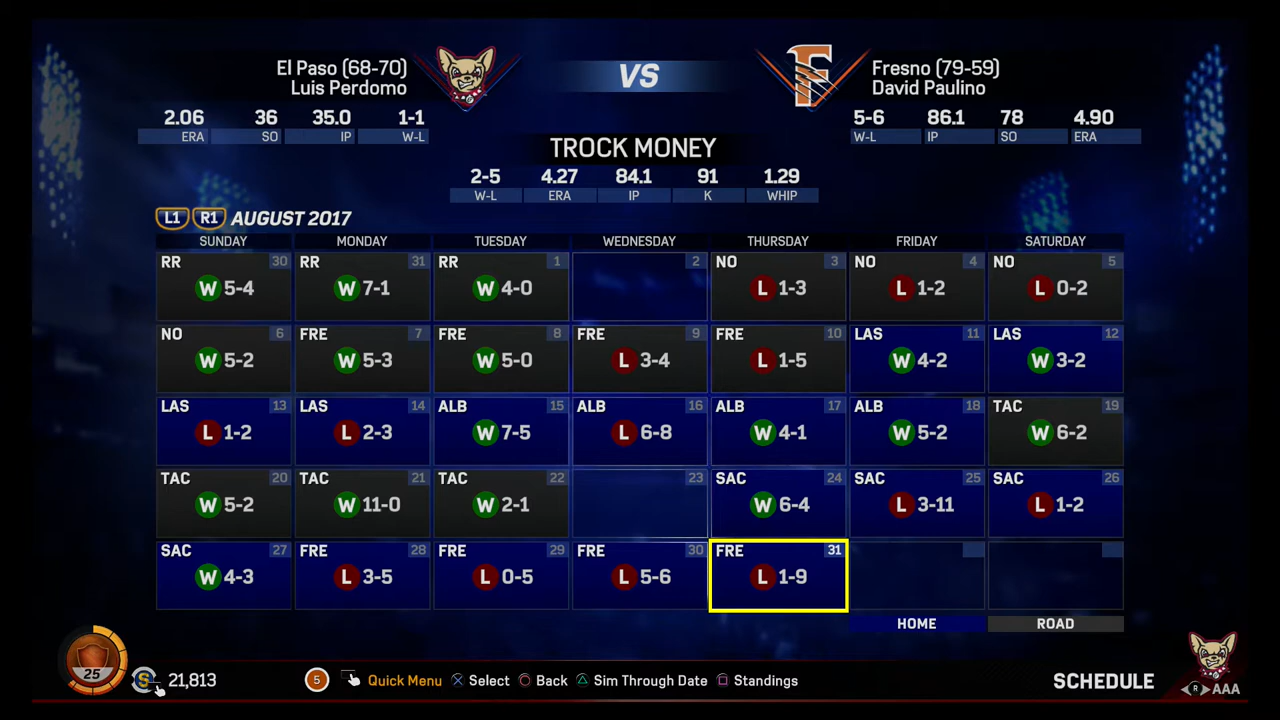 El Paso (68-70)
Luis Perdomo
VS
Fresno (79-59)
David Paulino
2.06 36 35.0 1-1
ERA SO IP W-L
5-6 86.1 78 4.90
W-L IP SO ERA
TROCK MONEY
2-5 4.27 84.1 91 1.29
W-L ERA IP K WHIP
L1 R1 AUGUST 2017
SUNDAY MONDAY TUESDAY WEDNESDAY THURSDAY FRIDAY SATURDAY
RR 30 RR 31 RR 1 2 NO 3 NO 4 NO 5
W 5-4 W 7-1 W 4-0 L 1-3 L 1-2 L 0-2
NO 6 FRE 7 FRE 8 FRE 9 FRE 10 LAS 11 LAS 12
W 5-2 W 5-3 W 5-0 L 3-4 L 1-5 W 4-2 W 3-2
LAS 13 LAS 14 ALB 15 ALB 16 ALB 17 ALB 18 TAC 19
L 1-2 L 2-3 W 7-5 L 6-8 W 4-1 W 5-2 W 6-2
TAC 20 TAC 21 TAC 22 23 SAC 24 SAC 25 SAC 26
W 5-2 W 11-0 W 2-1 W 6-4 L 3-11 L 1-2
SAC 27 FRE 28 FRE 29 FRE 30 FRE 31
W 4-3 L 3-5 L 0-5 L 5-6 L 1-9
HOME ROAD
25 S 21,813 5 Quick Menu Select Back Sim Through Date Standings SCHEDULE R AAA